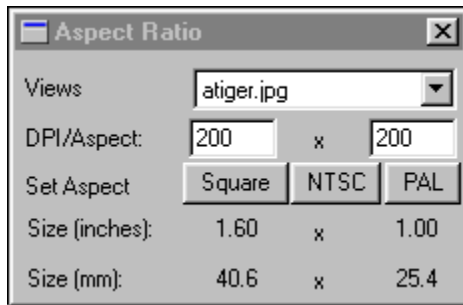 Aspect Ratio
Views atiger.jpg
DPI/Aspect: 200 x 200
Set Aspect Square NTSC PAL
Size (inches): 1.60 x 1.00
Size (mm): 40.6 x 25.4